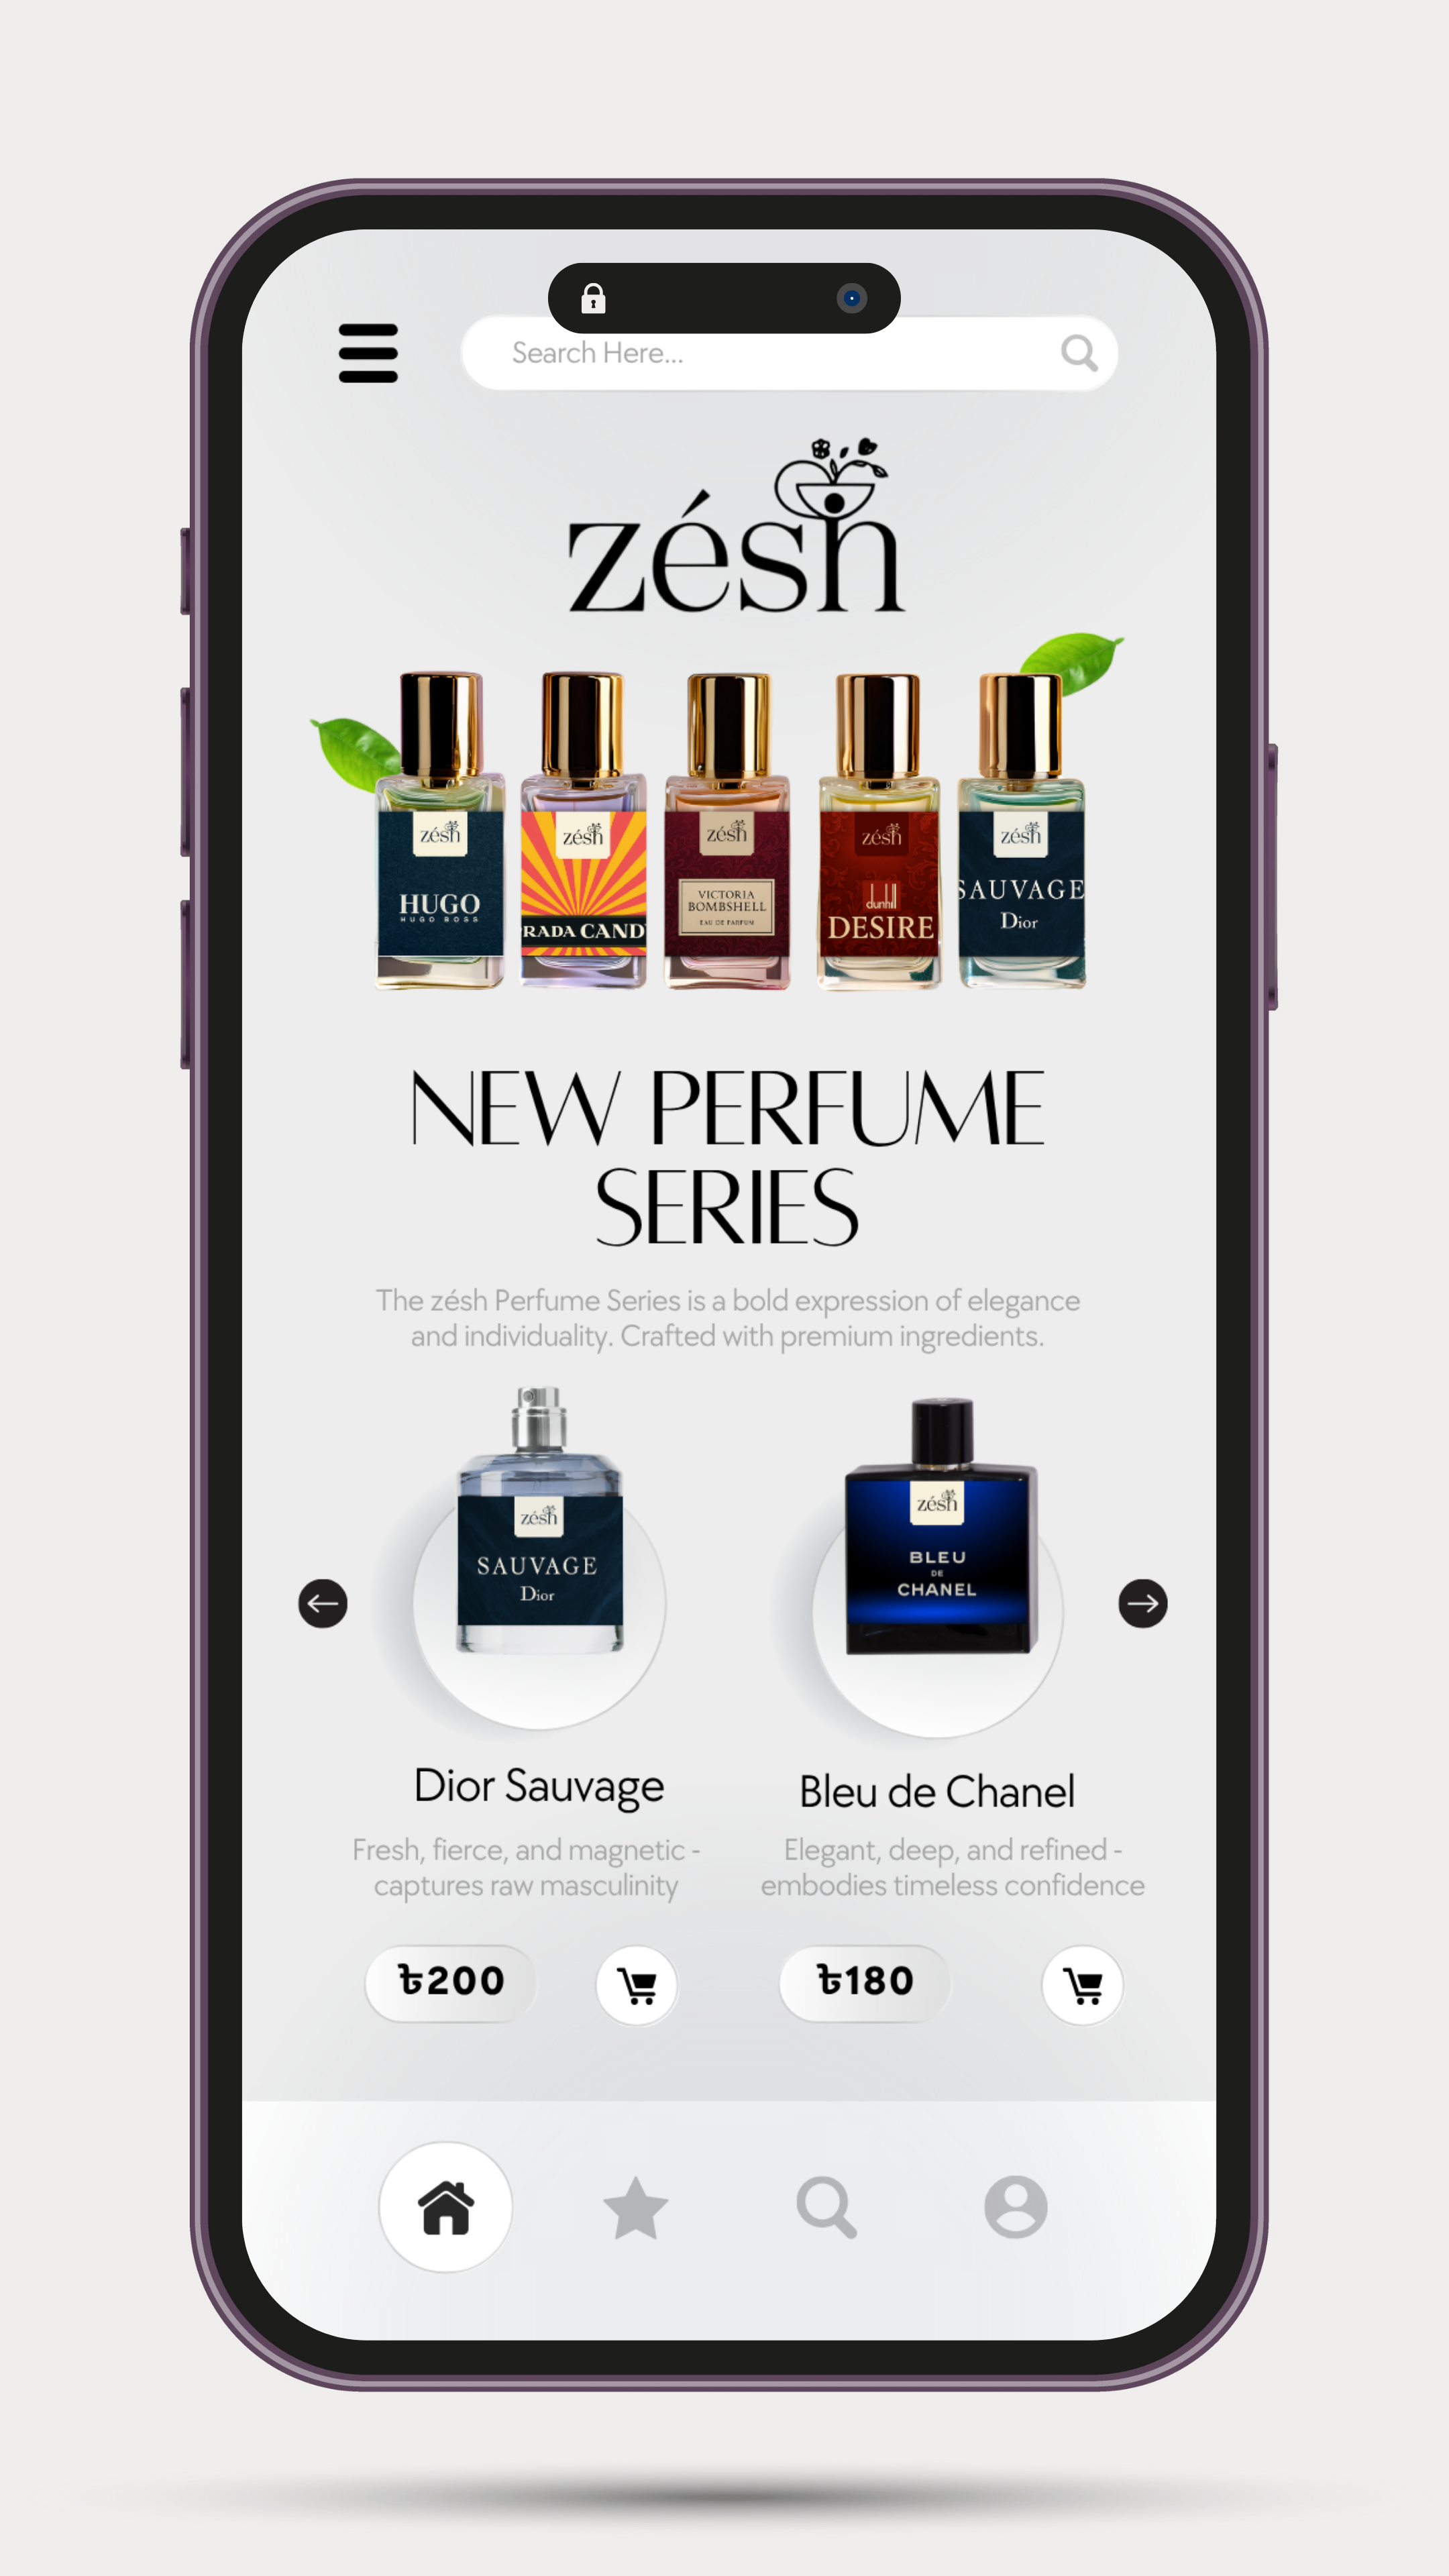 Search Here...
zésh
zésh
zésh
zésh
zésh
zésh
HUGO
HUGO BOSS
RADA CAND
VICTORIA
BOMBSHELL
EAU DE PARFUM
dunhill
DESIRE
SAUVAGE
Dior
NEW PERFUME
SERIES
The zésh Perfume Series is a bold expression of elegance
and individuality. Crafted with premium ingredients.
zésh
SAUVAGE
Dior
zésh
BLEU
DE
CHANEL
Dior Sauvage
Fresh, fierce, and magnetic -
captures raw masculinity
৳200
Bleu de Chanel
Elegant, deep, and refined -
embodies timeless confidence
৳180